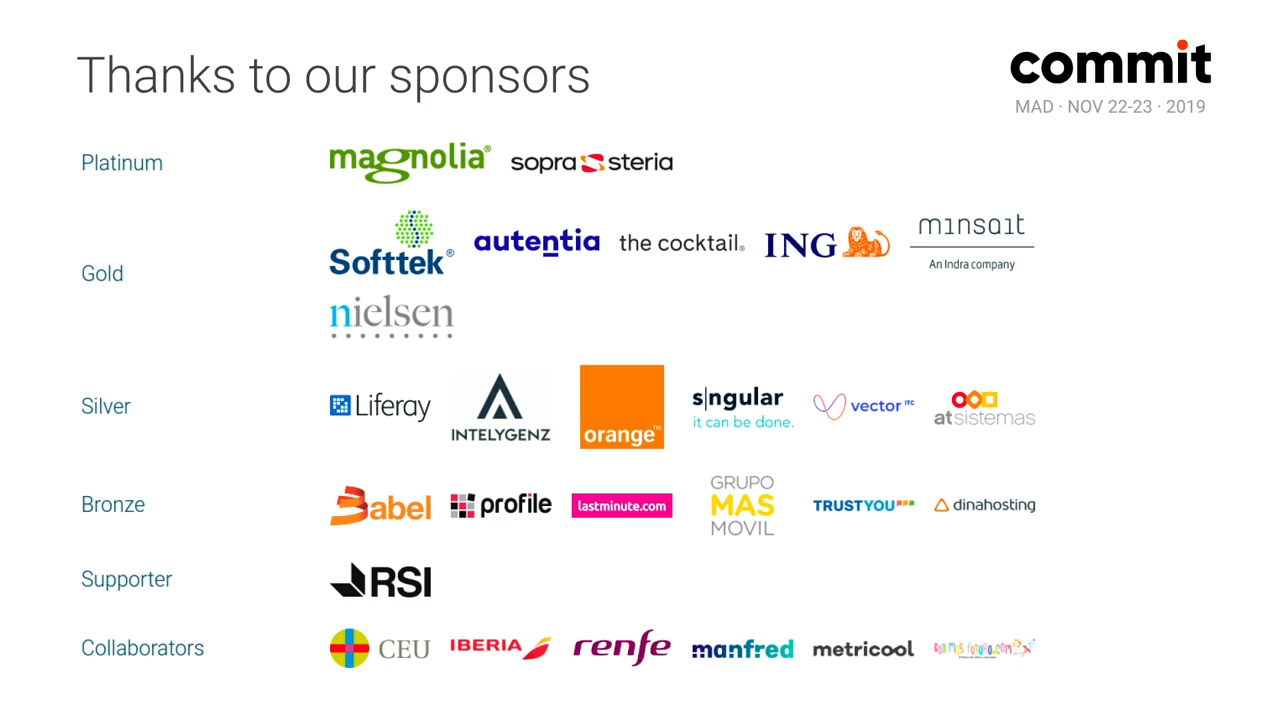 Thanks to our sponsors
commit
MAD · NOV 22-23 · 2019
Platinum
magnolia®
sopra steria
Gold
Softtek®
autentia
the cocktail®
ING
minsait
An Indra company
nielsen
Silver
Liferay
INTELYGENZ
orange™
s|ngular
it can be done.
vector ITC
atsistemas
Bronze
Babel
profile
lastminute.com
GRUPO
MAS
MOVIL
TRUSTYOU
dinahosting
Supporter
RSI
Collaborators
CEU
IBERIA
renfe
manfred
metricool